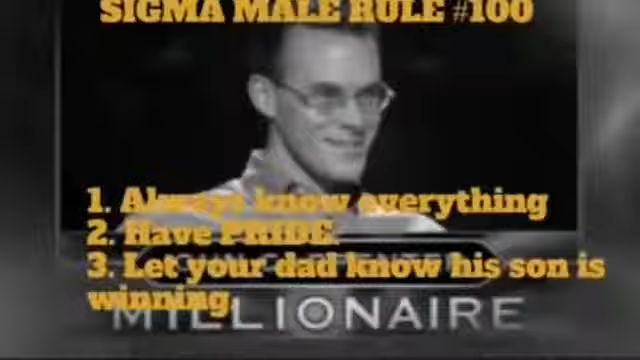 SIGMA MALE RULE #100
1. Always know everything
2. Have PRIDE.
3. Let your dad know his son is
winning.
MILLIONAIRE